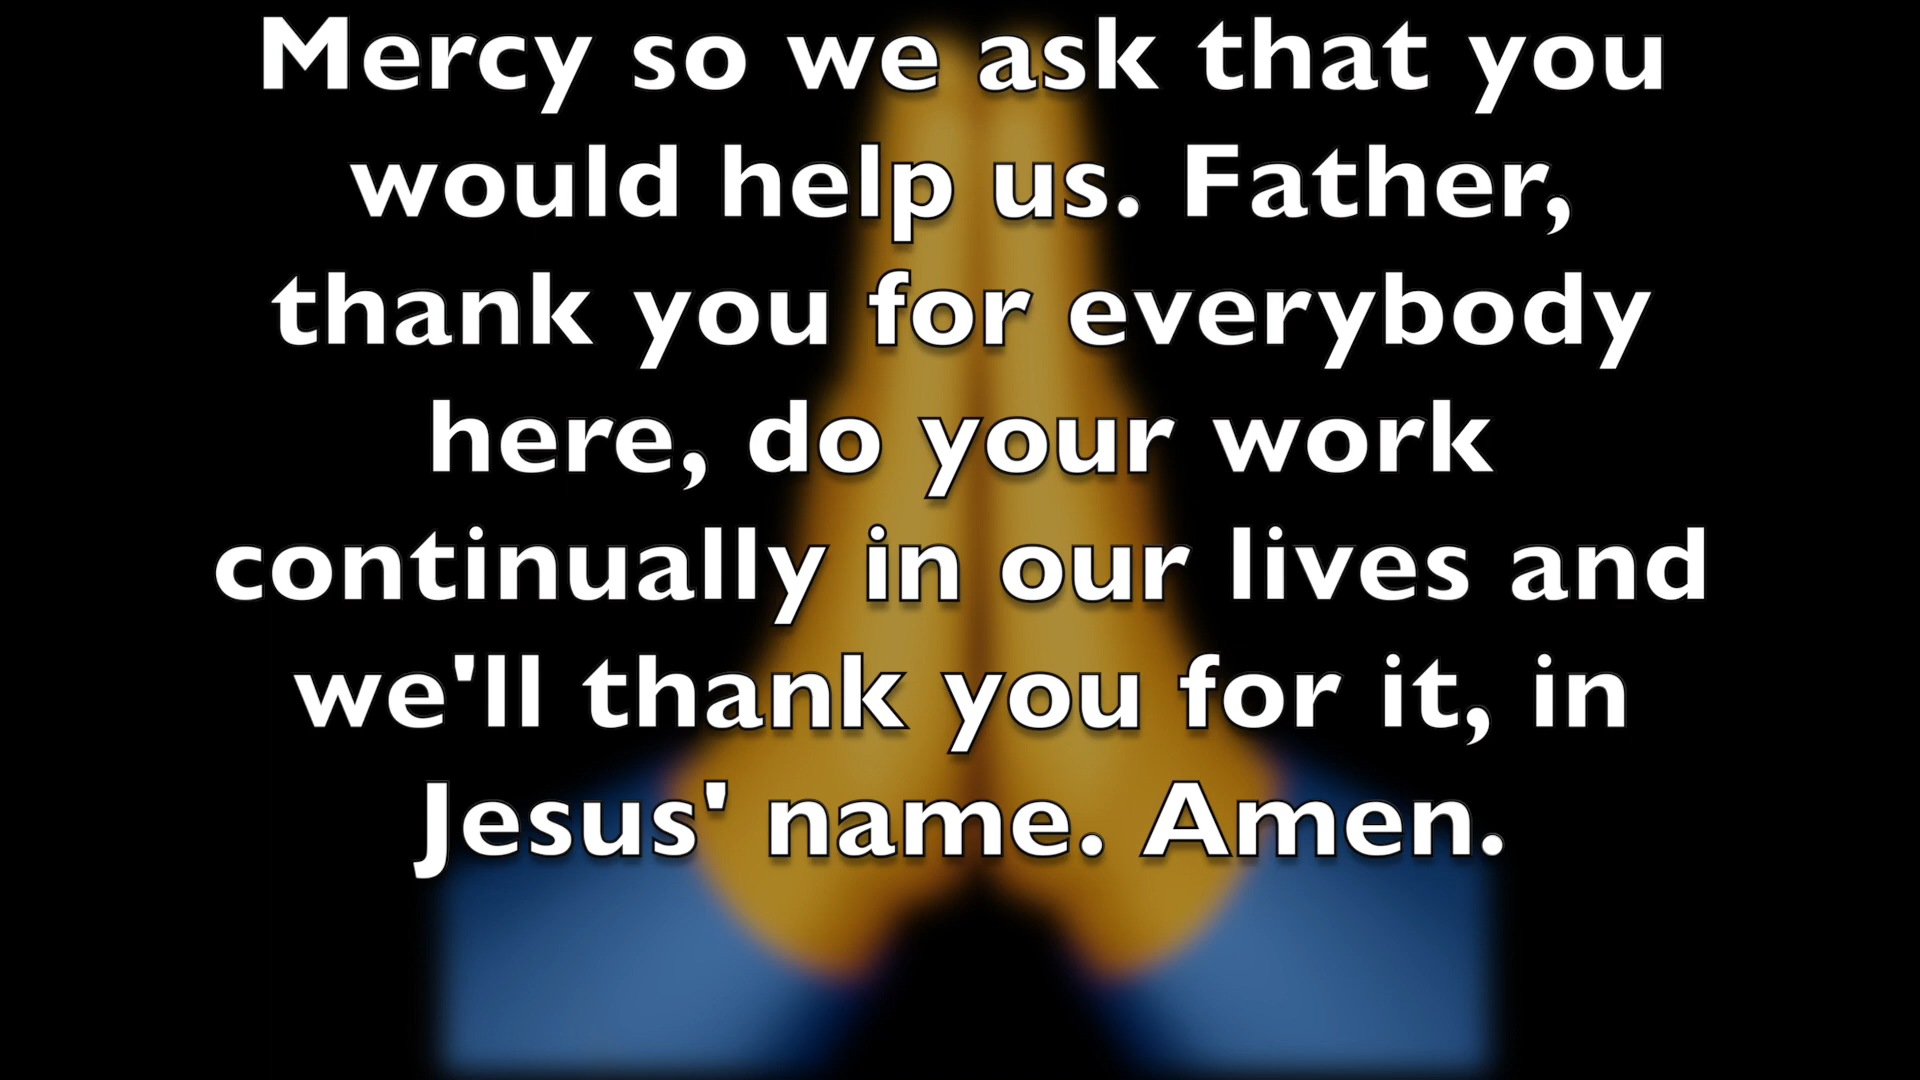 Mercy so we ask that you
would help us. Father,
thank you for everybody
here, do your work
continually in our lives and
we'll thank you for it, in
Jesus' name. Amen.